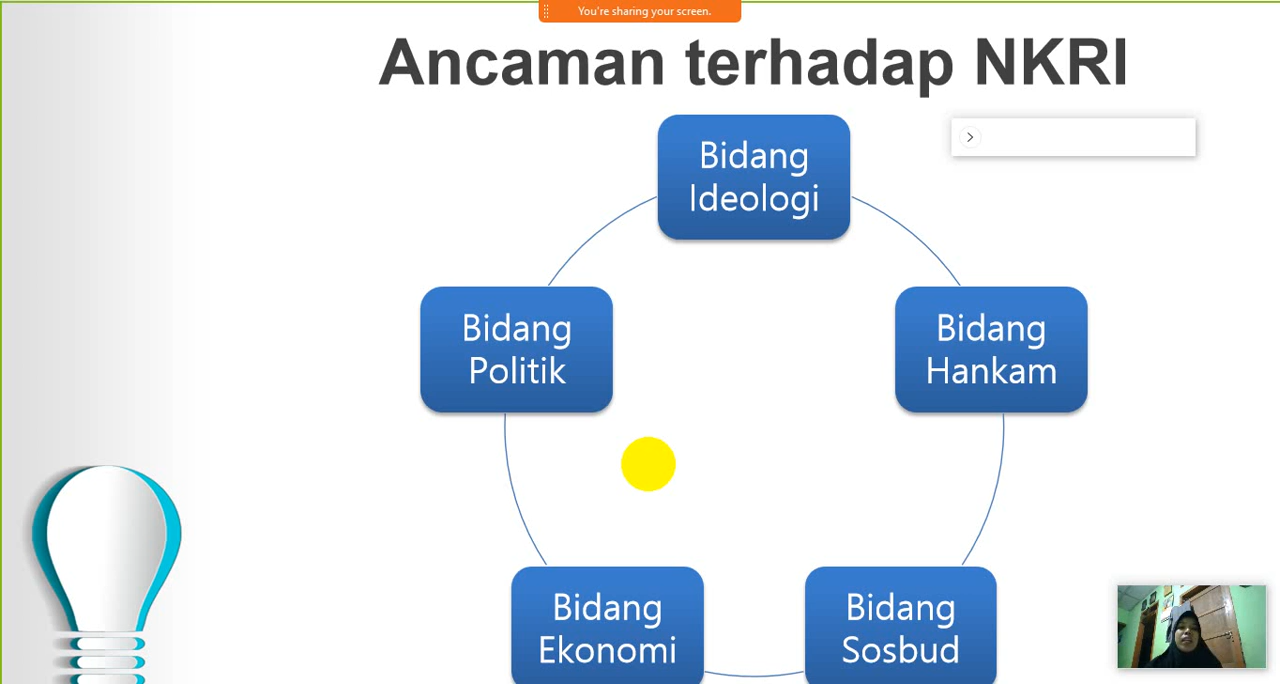 You're sharing your screen.
Ancaman terhadap NKRI
Bidang
Ideologi
Bidang
Politik
Bidang
Hankam
Bidang
Ekonomi
Bidang
Sosbud